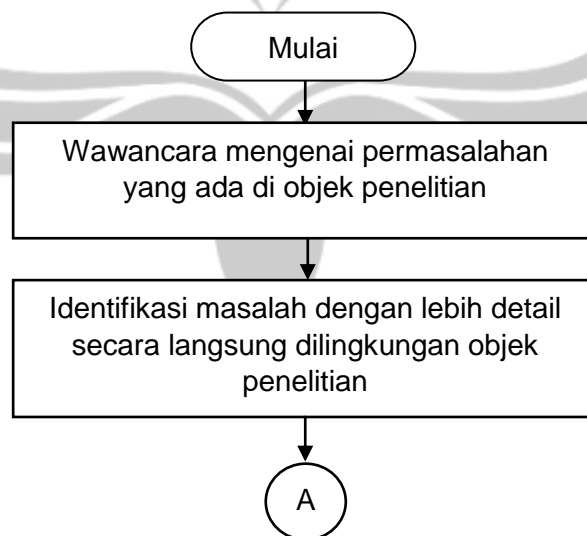 Mulai
Wawancara mengenai permasalahan
yang ada di objek penelitian
Identifikasi masalah dengan lebih detail
secara langsung dilingkungan objek
penelitian
A